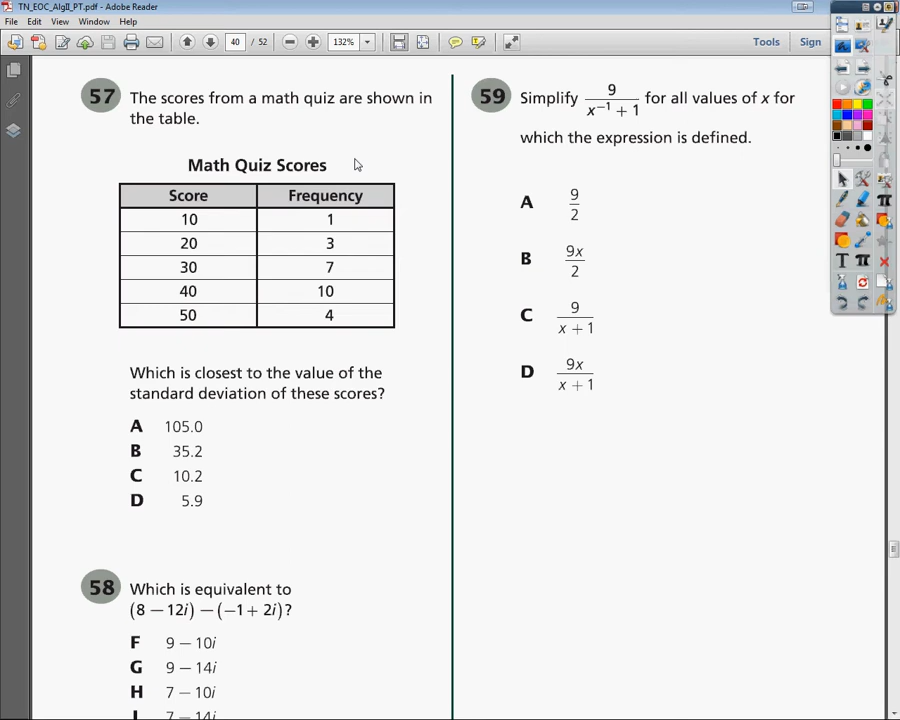 TN_EOC_AlgII_PT.pdf - Adobe Reader
File Edit View Window Help
40 / 52 132% Tools Sign
57 The scores from a math quiz are shown in
the table.
Math Quiz Scores
Score Frequency
10 1
20 3
30 7
40 10
50 4
Which is closest to the value of the
standard deviation of these scores?
A 105.0
B 35.2
C 10.2
D 5.9
58 Which is equivalent to
(8 − 12i) − (−1 + 2i)?
F 9 − 10i
G 9 − 14i
H 7 − 10i
J 7 − 14i
59 Simplify 9/(x⁻¹ + 1) for all values of x for
which the expression is defined.
A 9/2
B 9x/2
C 9/(x + 1)
D 9x/(x + 1)